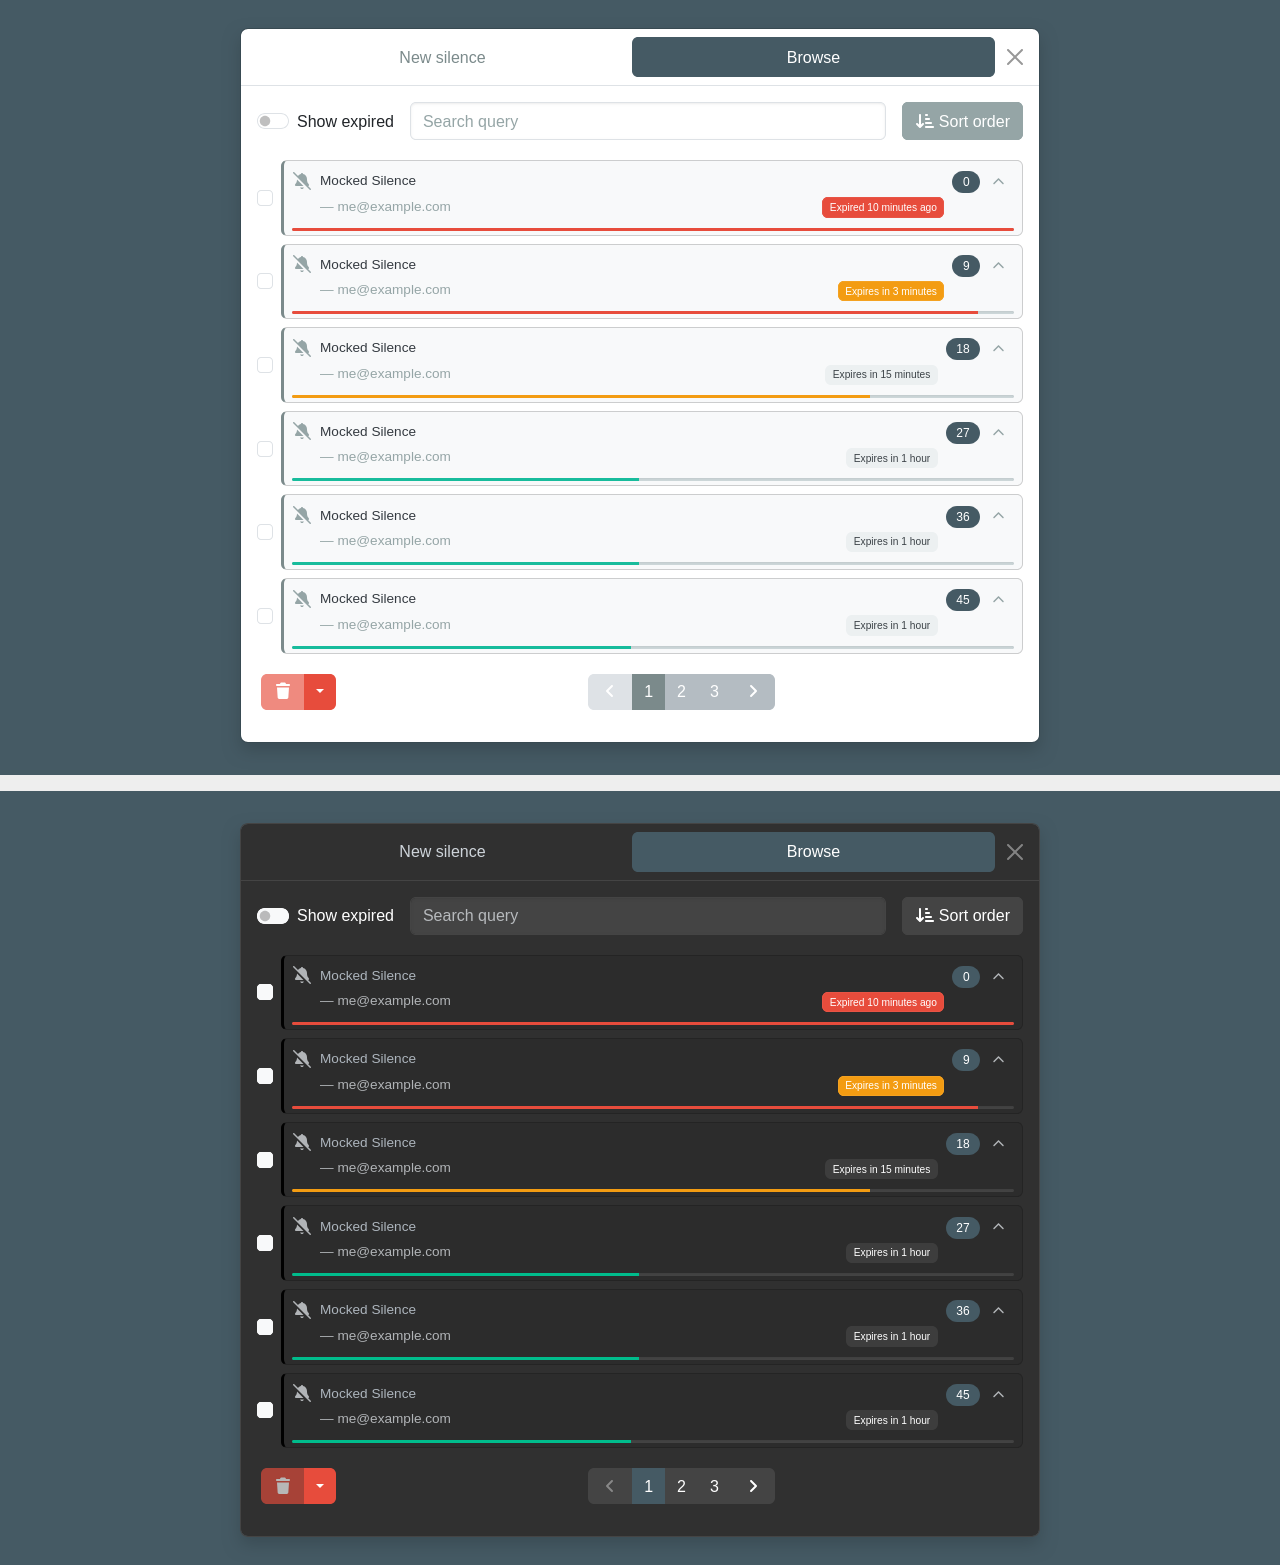 New silence Browse
Show expired Search query Sort order
Mocked Silence 0
— me@example.com Expired 10 minutes ago
Mocked Silence 9
— me@example.com Expires in 3 minutes
Mocked Silence 18
— me@example.com Expires in 15 minutes
Mocked Silence 27
— me@example.com Expires in 1 hour
Mocked Silence 36
— me@example.com Expires in 1 hour
Mocked Silence 45
— me@example.com Expires in 1 hour
1 2 3
New silence Browse
Show expired Search query Sort order
Mocked Silence 0
— me@example.com Expired 10 minutes ago
Mocked Silence 9
— me@example.com Expires in 3 minutes
Mocked Silence 18
— me@example.com Expires in 15 minutes
Mocked Silence 27
— me@example.com Expires in 1 hour
Mocked Silence 36
— me@example.com Expires in 1 hour
Mocked Silence 45
— me@example.com Expires in 1 hour
1 2 3